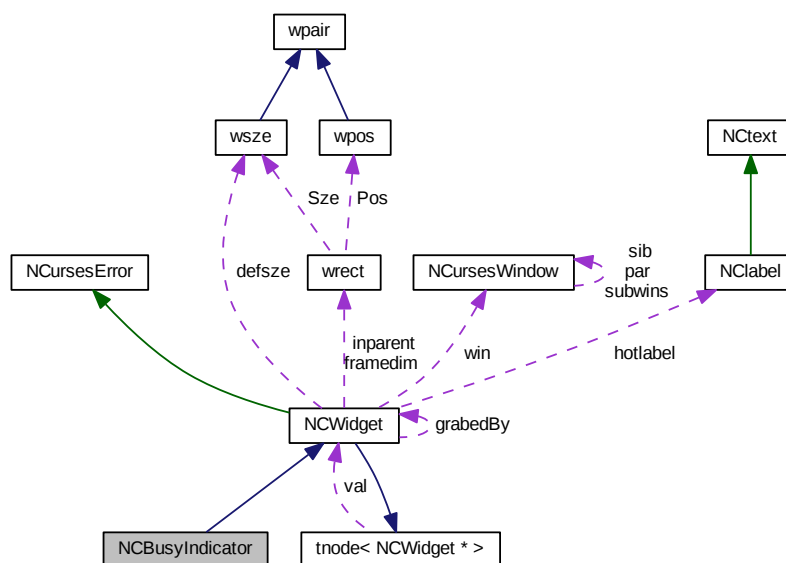 wpair
wsze
wpos
NCtext
Sze
Pos
NCursesError
defsze
wrect
NCursesWindow
sib
par
subwins
NClabel
inparent
framedim
win
hotlabel
NCWidget
grabedBy
val
NCBusyIndicator
tnode< NCWidget * >